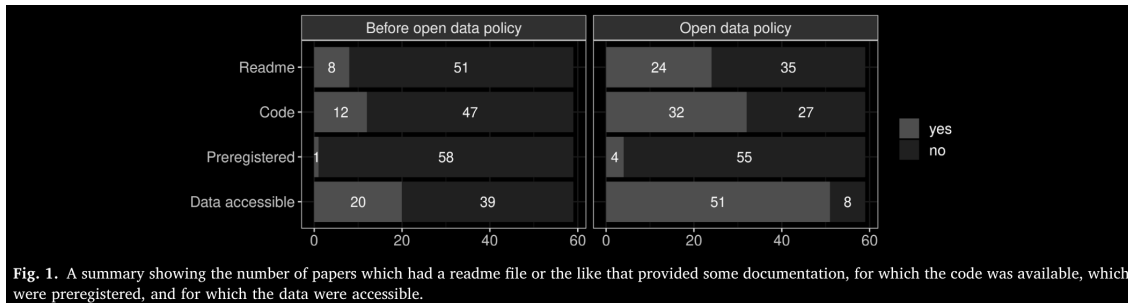 Before open data policy Open data policy
Readme 8 51 24 35
Code 12 47 32 27
yes
no
Preregistered 1 58 4 55
Data accessible 20 39 51 8
0 20 40 60 0 20 40 60
Fig. 1. A summary showing the number of papers which had a readme file or the like that provided some documentation, for which the code was available, which
were preregistered, and for which the data were accessible.